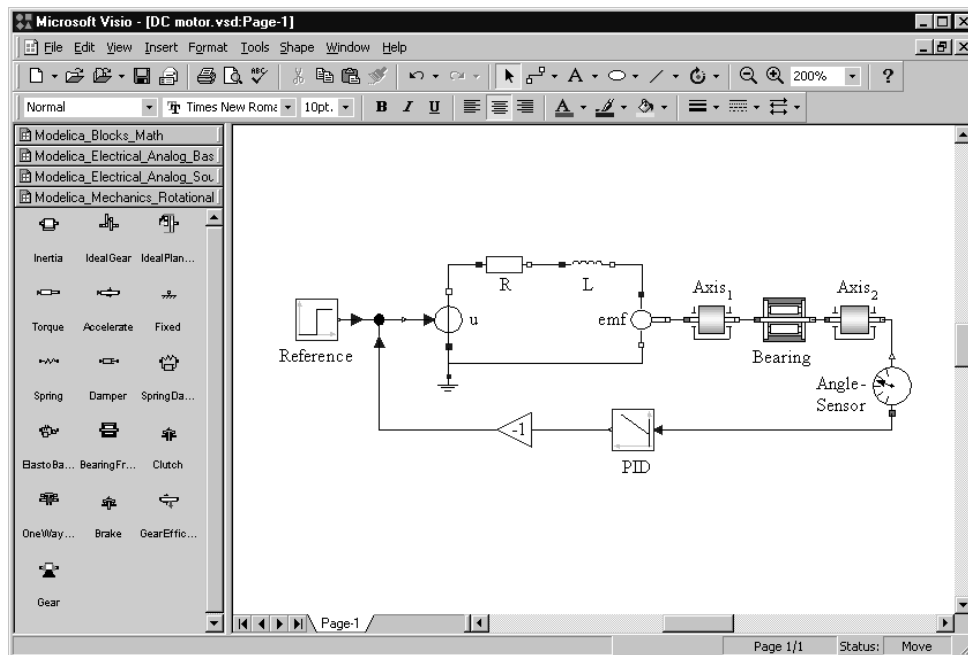 Microsoft Visio - [DC motor.vsd:Page-1]
File Edit View Insert Format Tools Shape Window Help
ABC A 200% ?
Normal Times New Roma 10pt. B I U A
Modelica_Blocks_Math
Modelica_Electrical_Analog_Bas
Modelica_Electrical_Analog_Sou
Modelica_Mechanics_Rotational
Inertia IdealGear IdealPlan...
Torque Accelerate Fixed
Spring Damper SpringDa...
ElastoBa... BearingFr... Clutch
OneWay... Brake GearEffic...
Gear
R L
Reference u emf Axis1 Bearing Axis2
Angle-
Sensor
-1
PID
Page-1
Page 1/1 Status: Move